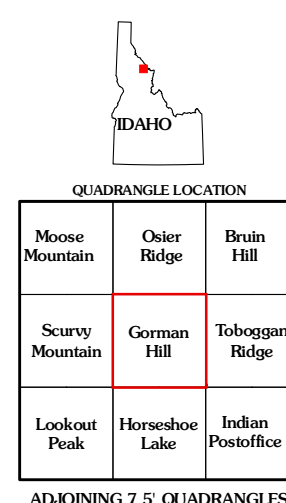 IDAHO
QUADRANGLE LOCATION
Moose Osier Bruin
Mountain Ridge Hill
Scurvy Gorman Toboggan
Mountain Hill Ridge
Lookout Horseshoe Indian
Peak Lake Postoffice
ADJOINING 7.5' QUADRANGLES